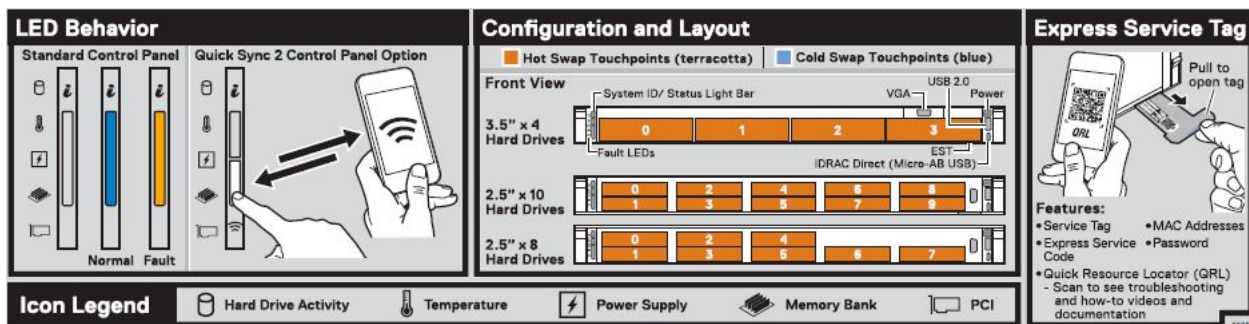 LED Behavior
Standard Control Panel
Quick Sync 2 Control Panel Option
i i i i
Normal Fault
Configuration and Layout
Hot Swap Touchpoints (terracotta)
Cold Swap Touchpoints (blue)
Front View
System ID/ Status Light Bar
VGA
USB 2.0
Power
3.5" x 4
Hard Drives
0 1 2 3
Fault LEDs
EST
iDRAC Direct (Micro-AB USB)
2.5" x 10
Hard Drives
0 2 4 6 8
1 3 5 7 9
2.5" x 8
Hard Drives
0 2 4
1 3 5 6 7
Express Service Tag
Pull to
open tag
QRL
Features:
• Service Tag
• Express Service
Code
• MAC Addresses
• Password
• Quick Resource Locator (QRL)
- Scan to see troubleshooting
and how-to videos and
documentation
Icon Legend
Hard Drive Activity
Temperature
Power Supply
Memory Bank
PCI